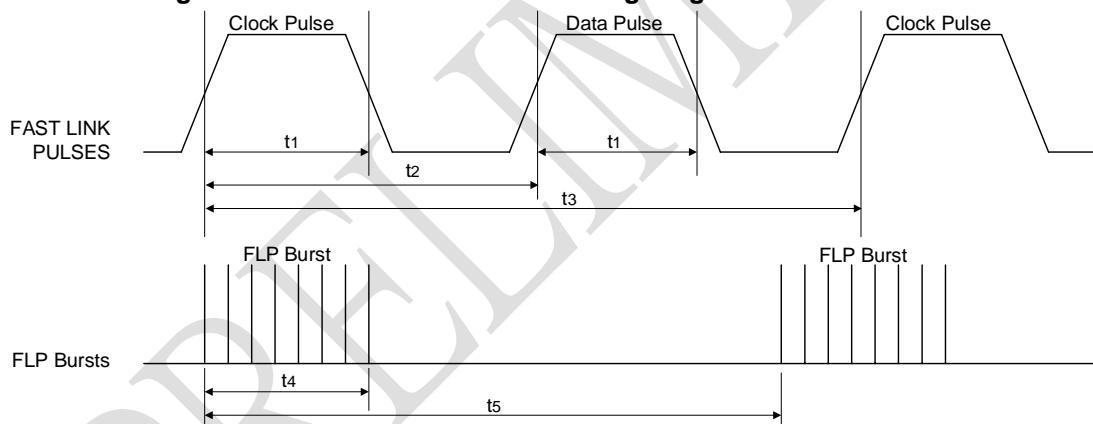 Clock Pulse
Data Pulse
Clock Pulse
FAST LINK
PULSES
t1
t1
t2
t3
FLP Burst
FLP Burst
FLP Bursts
t4
t5